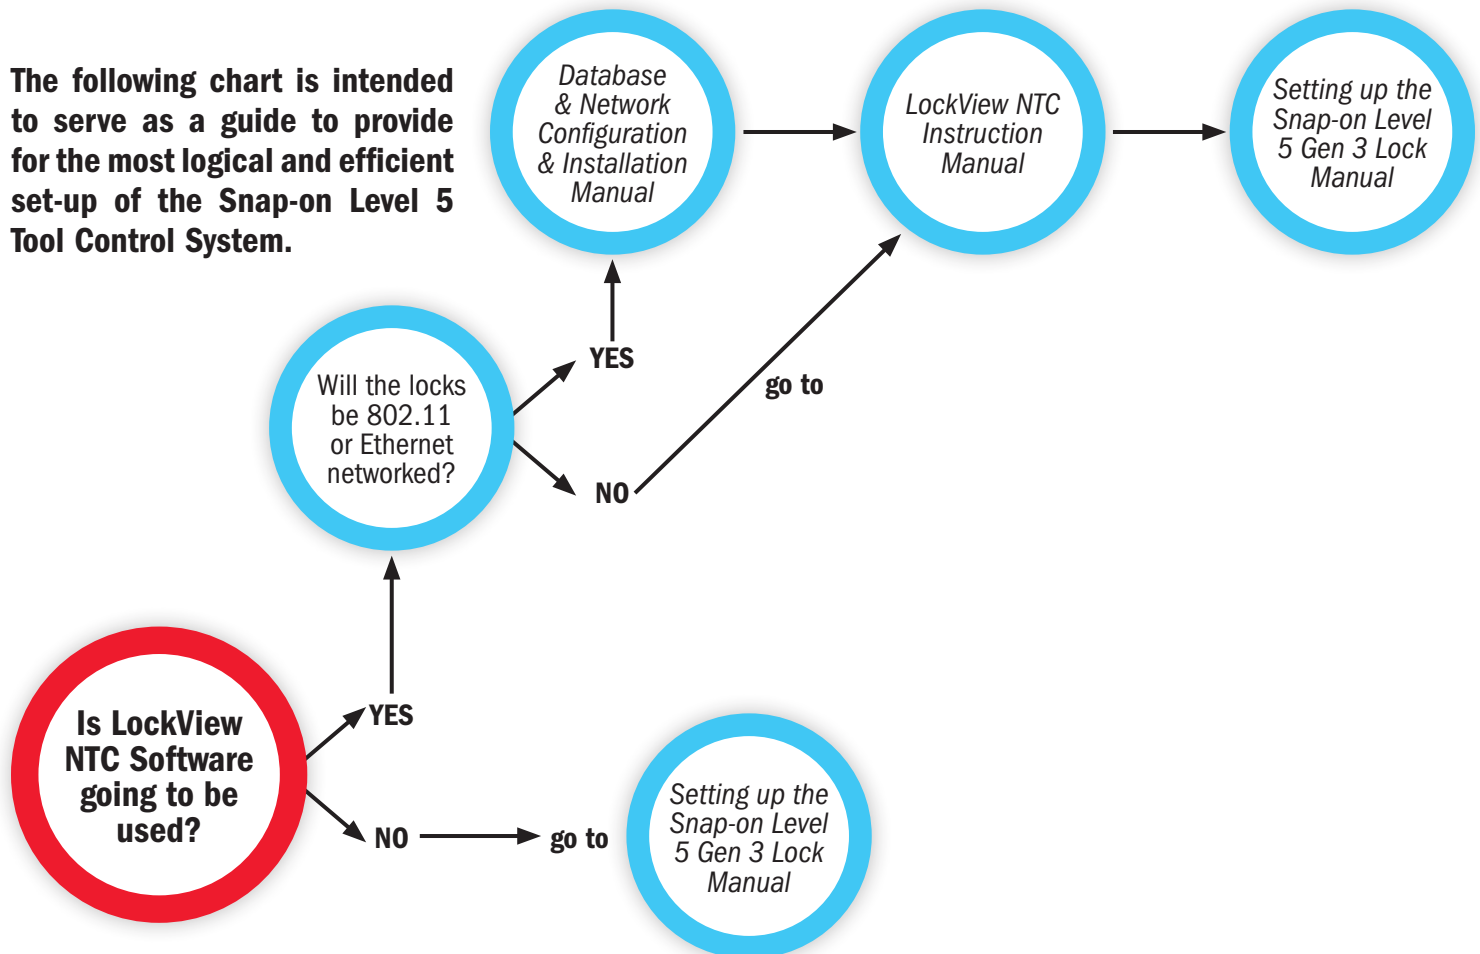 The following chart is intended
to serve as a guide to provide
for the most logical and efficient
set-up of the Snap-on Level 5
Tool Control System.
Database
& Network
Configuration
& Installation
Manual
LockView NTC
Instruction
Manual
Setting up the
Snap-on Level
5 Gen 3 Lock
Manual
YES
go to
Will the locks
be 802.11
or Ethernet
networked?
NO
Is LockView
NTC Software
going to be
used?
YES
NO
go to
Setting up the
Snap-on Level
5 Gen 3 Lock
Manual